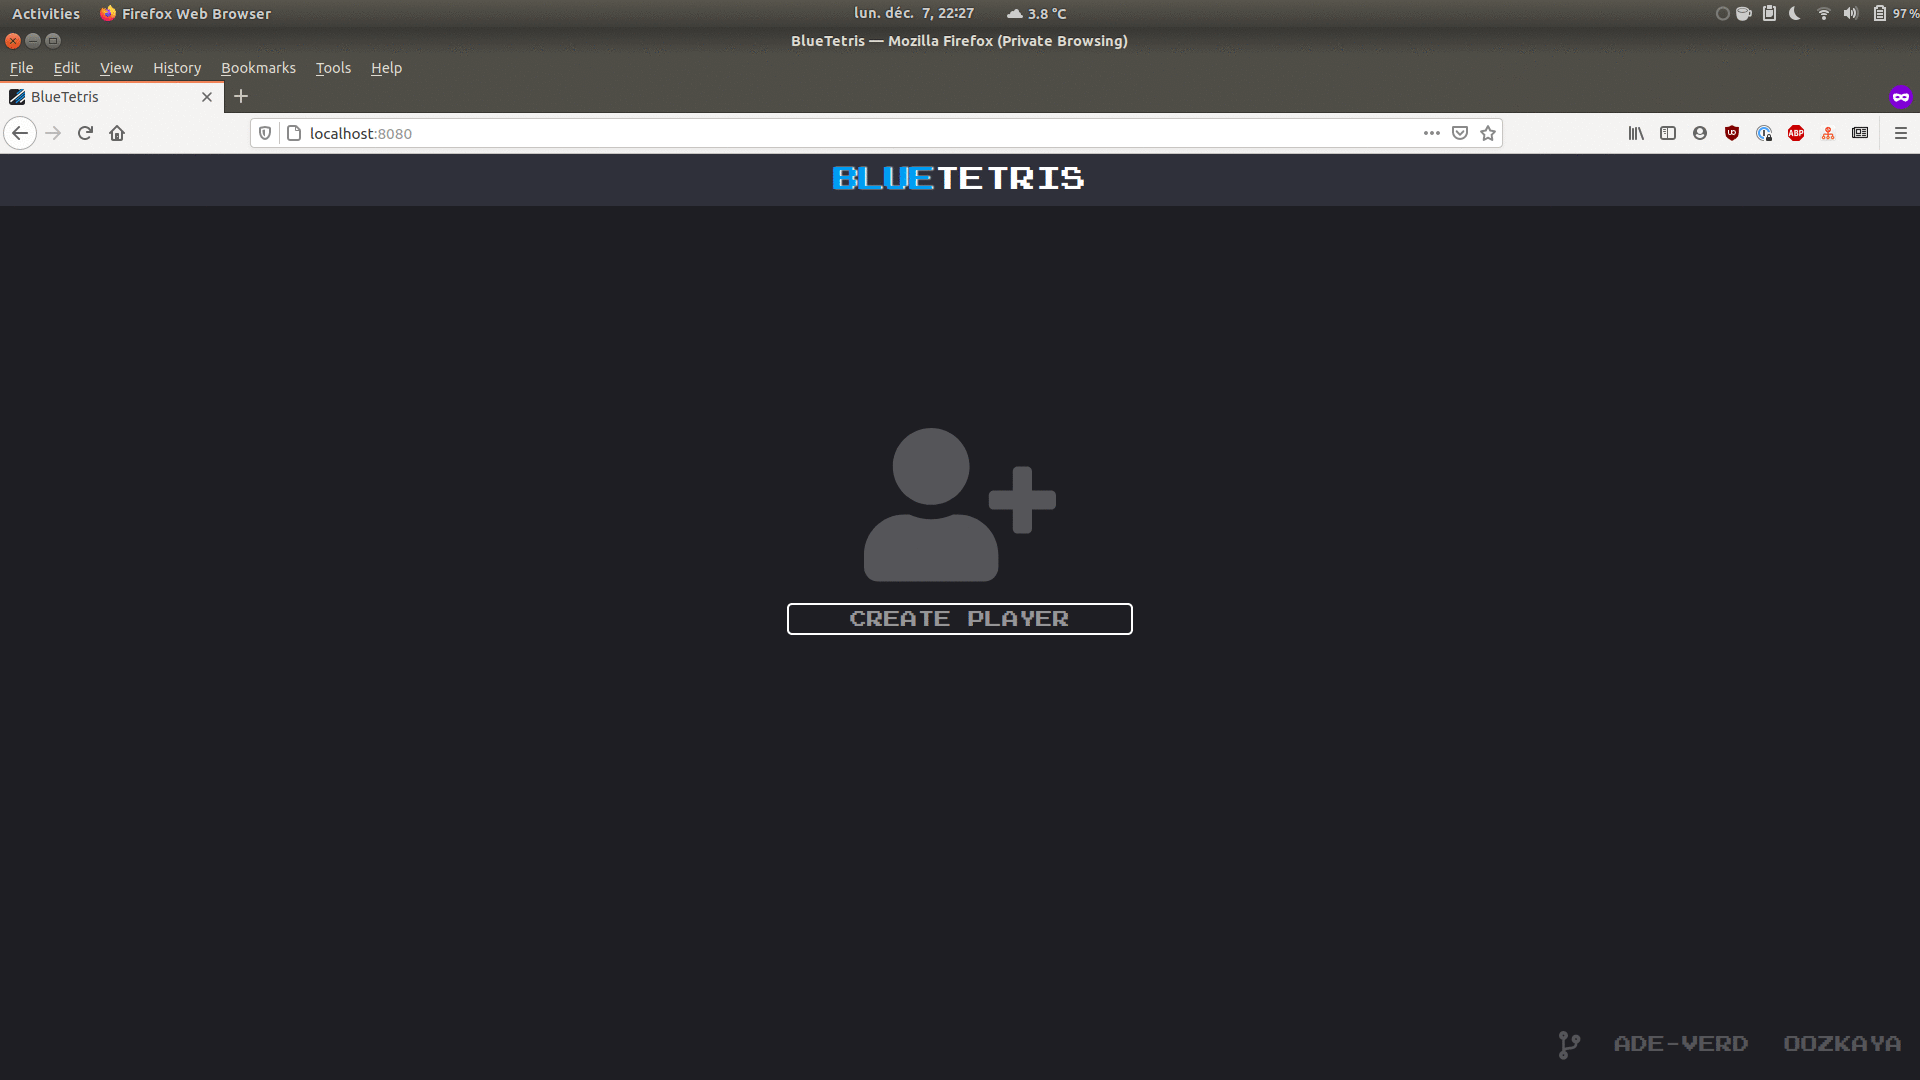 Activities Firefox Web Browser lun. déc. 7, 22:27 3.8 °C 97 %
BlueTetris — Mozilla Firefox (Private Browsing)
File Edit View History Bookmarks Tools Help
BlueTetris
localhost:8080
UO ABP
BLUETETRIS
CREATE PLAYER
ADE-VERD OOZKAYA